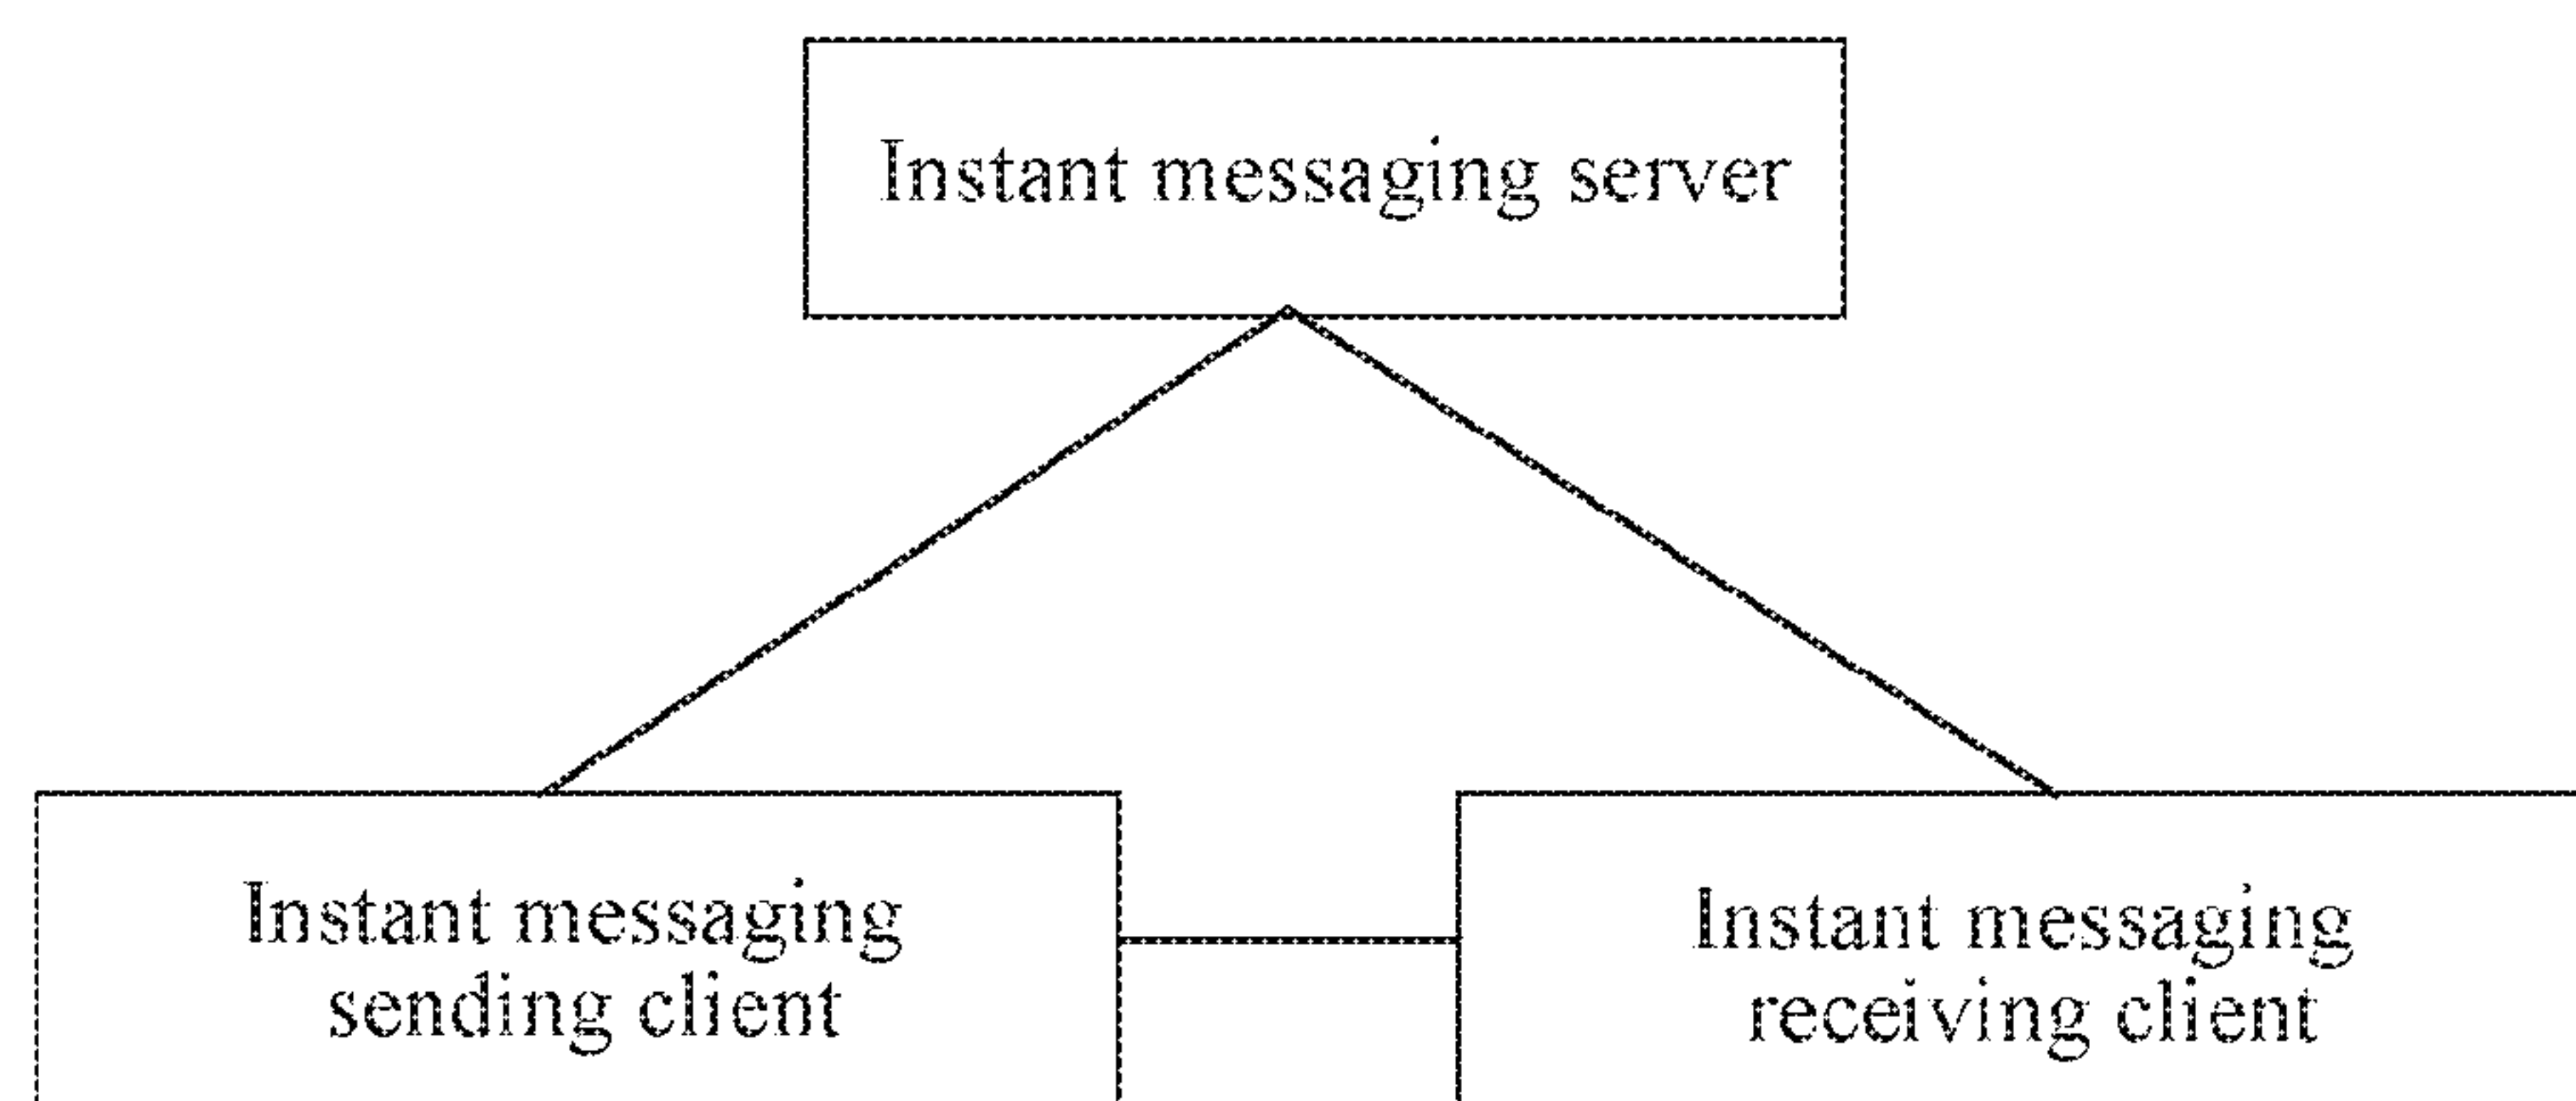 Instant messaging server
Instant messaging
sending client
Instant messaging
receiving client